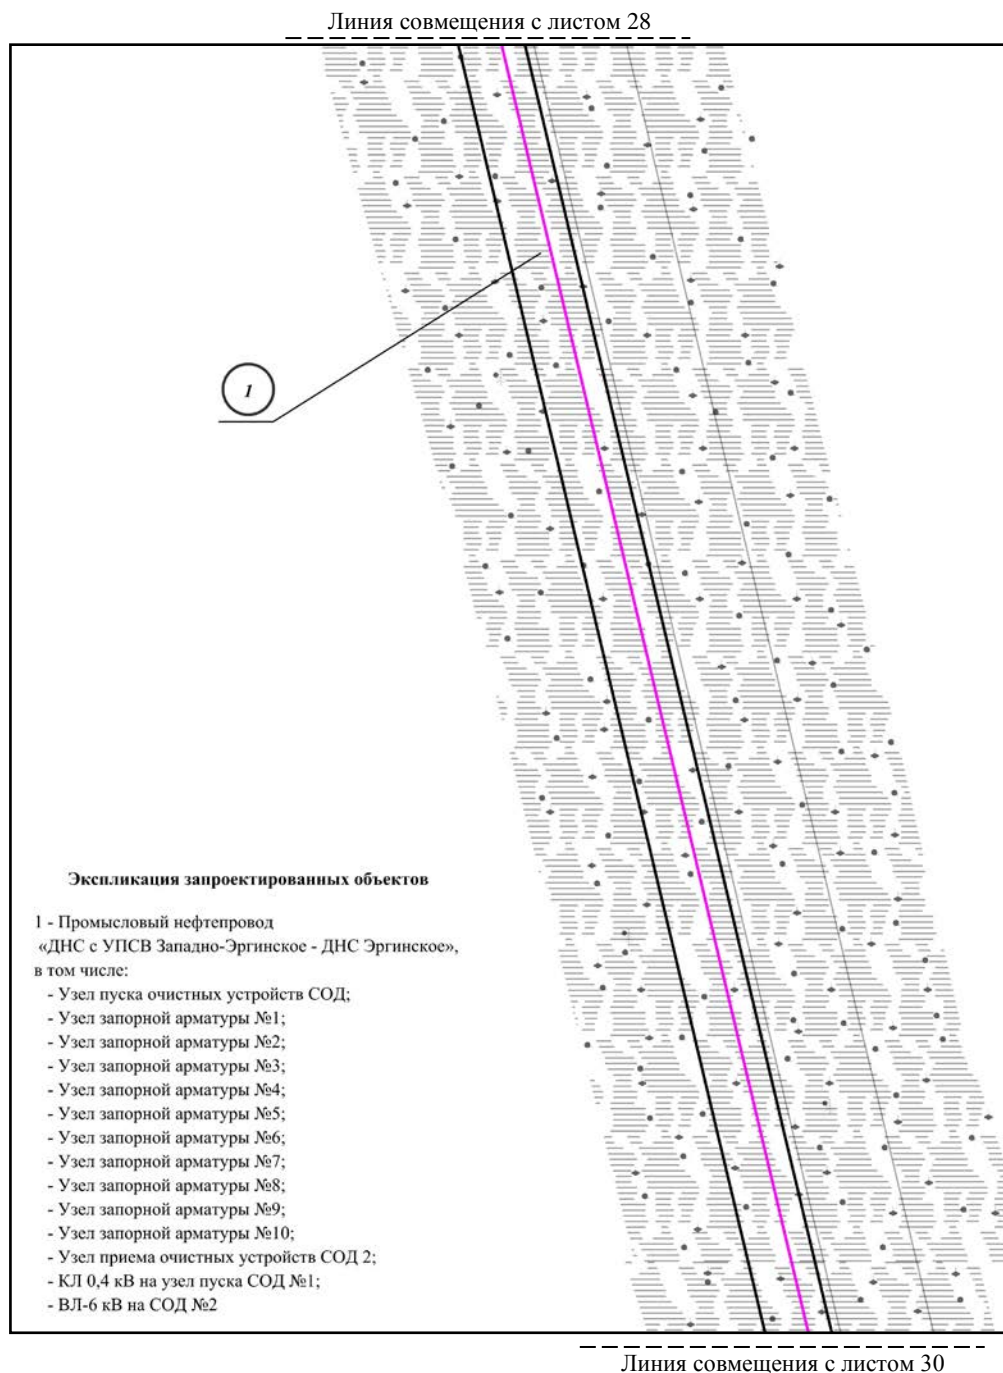 Линия совмещения с листом 28
1
Экспликация запроектированных объектов
1 - Промысловый нефтепровод
«ДНС с УПСВ Западно-Эргинское - ДНС Эргинское»,
в том числе:
- Узел пуска очистных устройств СОД;
- Узел запорной арматуры №1;
- Узел запорной арматуры №2;
- Узел запорной арматуры №3;
- Узел запорной арматуры №4;
- Узел запорной арматуры №5;
- Узел запорной арматуры №6;
- Узел запорной арматуры №7;
- Узел запорной арматуры №8;
- Узел запорной арматуры №9;
- Узел запорной арматуры №10;
- Узел приема очистных устройств СОД 2;
- КЛ 0,4 кВ на узел пуска СОД №1;
- ВЛ-6 кВ на СОД №2
Линия совмещения с листом 30